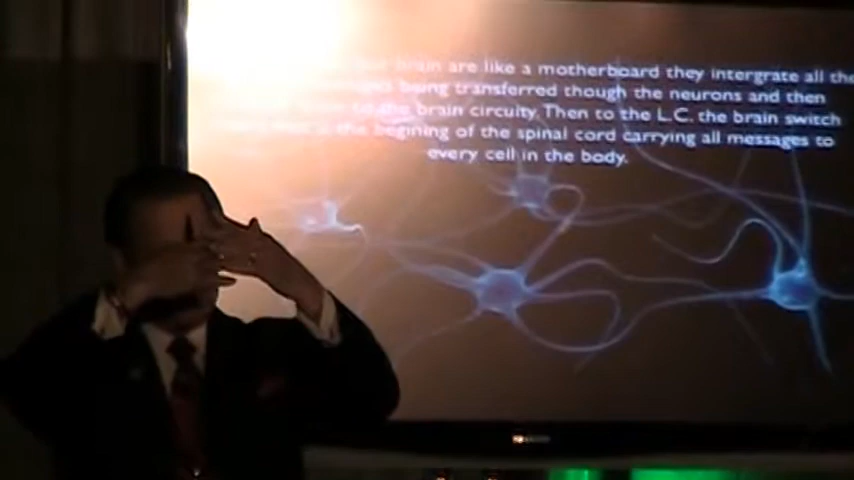 brain are like a motherboard they intergrate all the
being transferred though the neurons and then
the brain circuity. Then to the L.C. the brain switch
the begining of the spinal cord carrying all messages to
every cell in the body.